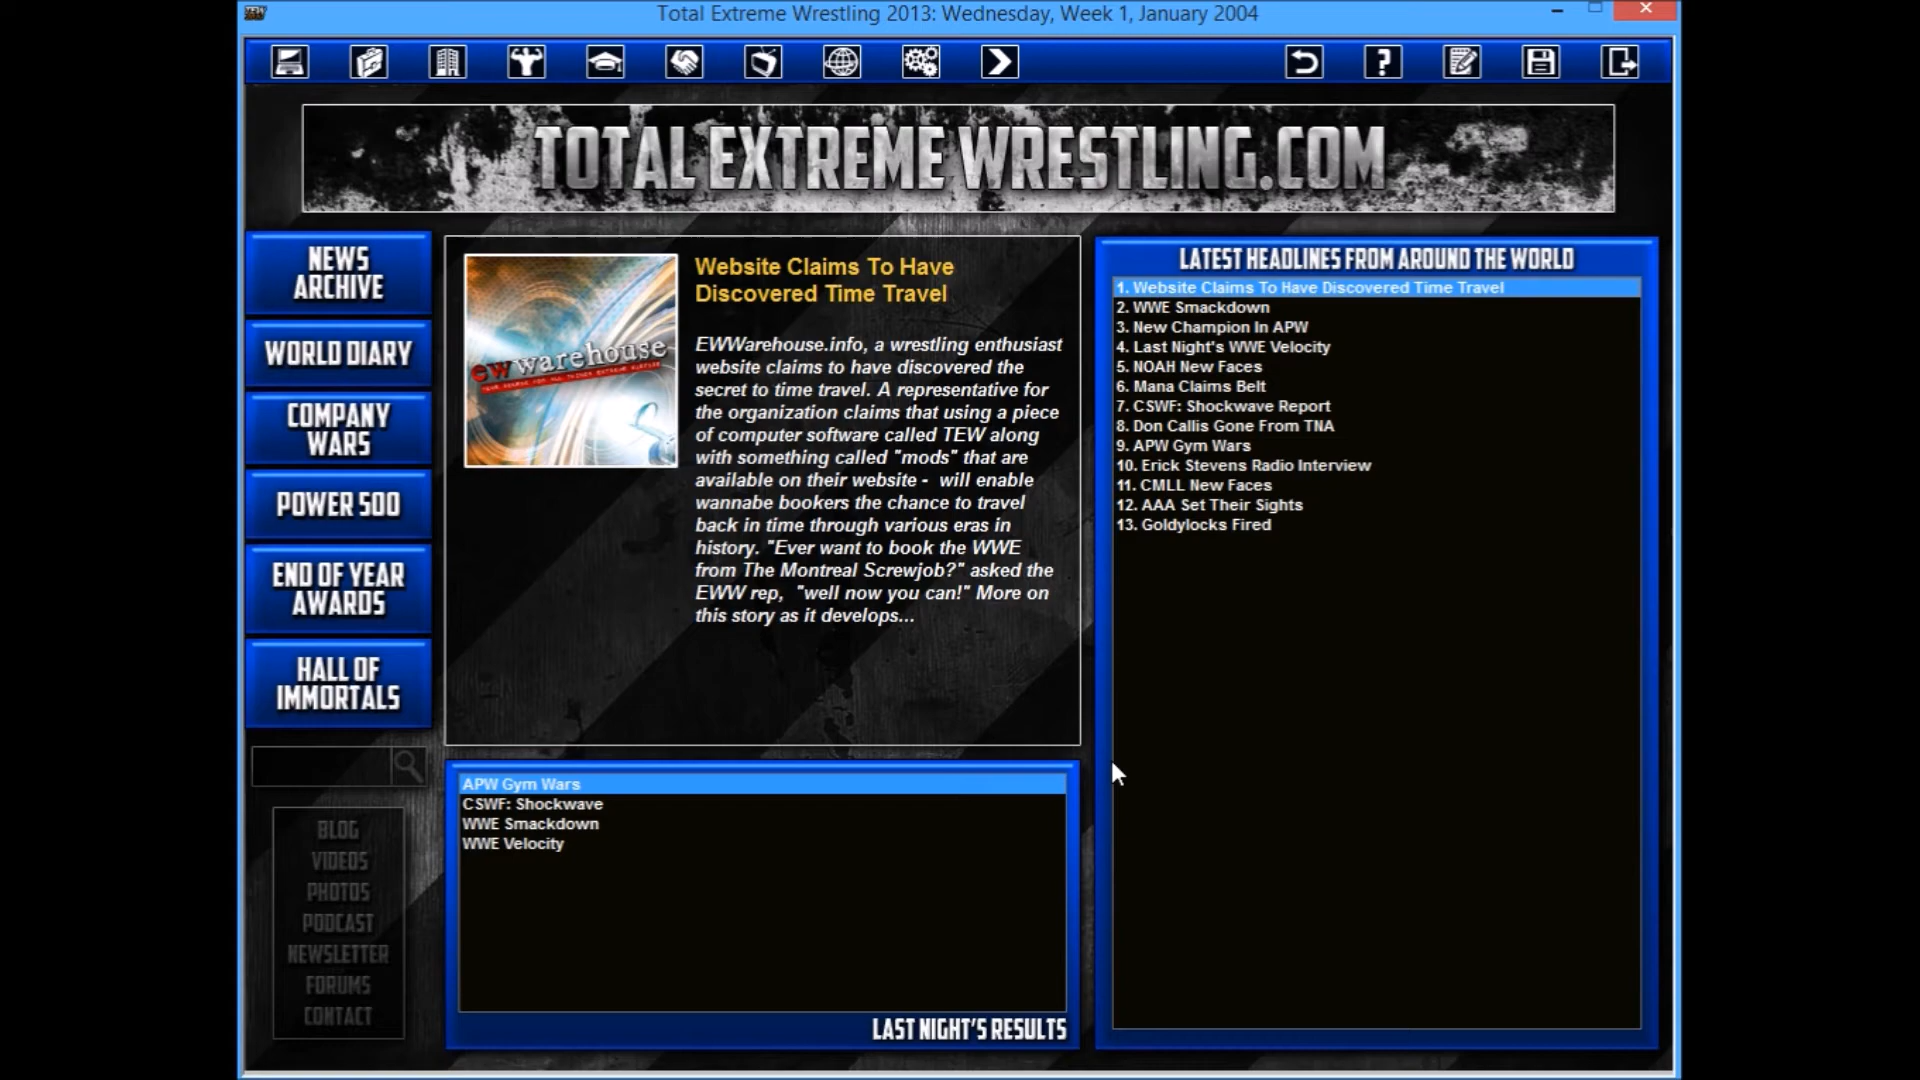 Total Extreme Wrestling 2013: Wednesday, Week 1, January 2004
TOTAL EXTREME WRESTLING.COM
NEWS
ARCHIVE
WORLD DIARY
COMPANY
WARS
POWER 500
END OF YEAR
AWARDS
HALL OF
IMMORTALS
BLOG
VIDEOS
PHOTOS
PODCAST
NEWSLETTER
FORUMS
CONTACT
ewwarehouse
Website Claims To Have
Discovered Time Travel
EWWarehouse.info, a wrestling enthusiast
website claims to have discovered the
secret to time travel. A representative for
the organization claims that using a piece
of computer software called TEW along
with something called "mods" that are
available on their website - will enable
wannabe bookers the chance to travel
back in time through various eras in
history. "Ever want to book the WWE
from The Montreal Screwjob?" asked the
EWW rep, "well now you can!" More on
this story as it develops...
APW Gym Wars
CSWF: Shockwave
WWE Smackdown
WWE Velocity
LAST NIGHT'S RESULTS
LATEST HEADLINES FROM AROUND THE WORLD
1. Website Claims To Have Discovered Time Travel
2. WWE Smackdown
3. New Champion In APW
4. Last Night's WWE Velocity
5. NOAH New Faces
6. Mana Claims Belt
7. CSWF: Shockwave Report
8. Don Callis Gone From TNA
9. APW Gym Wars
10. Erick Stevens Radio Interview
11. CMLL New Faces
12. AAA Set Their Sights
13. Goldylocks Fired